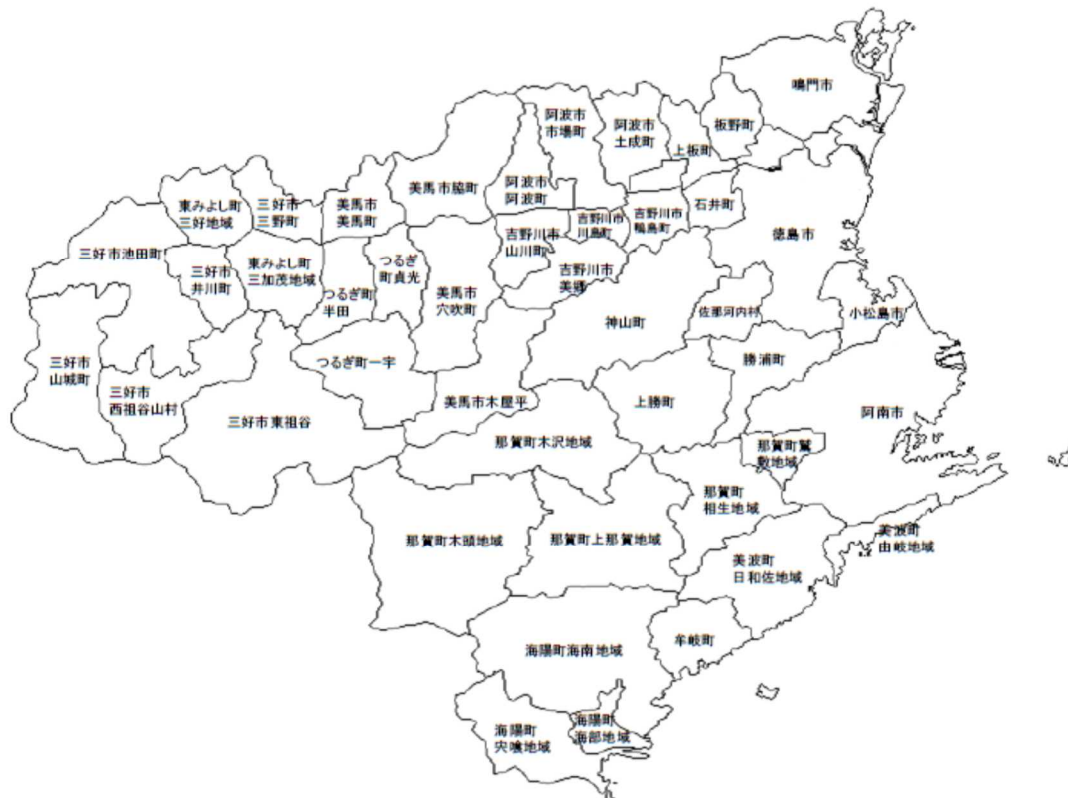 鳴門市
阿波市
市場町
阿波市
土成町
板野町
上板町
美馬市脇町
阿波市
阿波町
東みよし町
三好地域
三好市
三野町
美馬市
美馬町
石井町
吉野川市
川島町
吉野川市
鴨島町
吉野川市
山川町
徳島市
三好市池田町
三好市
井川町
東みよし町
三加茂地域
つるぎ
町貞光
つるぎ町
半田
美馬市
穴吹町
吉野川市
美郷
神山町
佐那河内村
小松島市
三好市
山城町
三好市
西祖谷山村
つるぎ町一宇
勝浦町
三好市東祖谷
美馬市木屋平
上勝町
阿南市
那賀町木沢地域
那賀町鷲
敷地域
那賀町
相生地域
那賀町木頭地域
那賀町上那賀地域
美波町
由岐地域
美波町
日和佐地域
牟岐町
海陽町海南地域
海陽町
宍喰地域
海陽町
海部地域